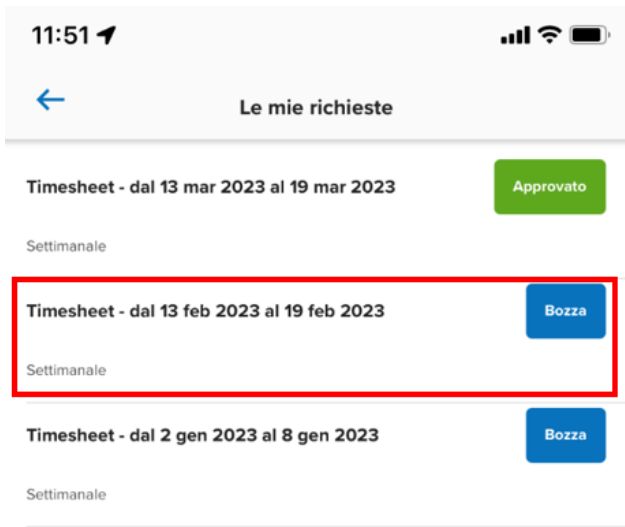 11:51
Le mie richieste
Timesheet - dal 13 mar 2023 al 19 mar 2023
Approvato
Settimanale
Timesheet - dal 13 feb 2023 al 19 feb 2023
Bozza
Settimanale
Timesheet - dal 2 gen 2023 al 8 gen 2023
Bozza
Settimanale